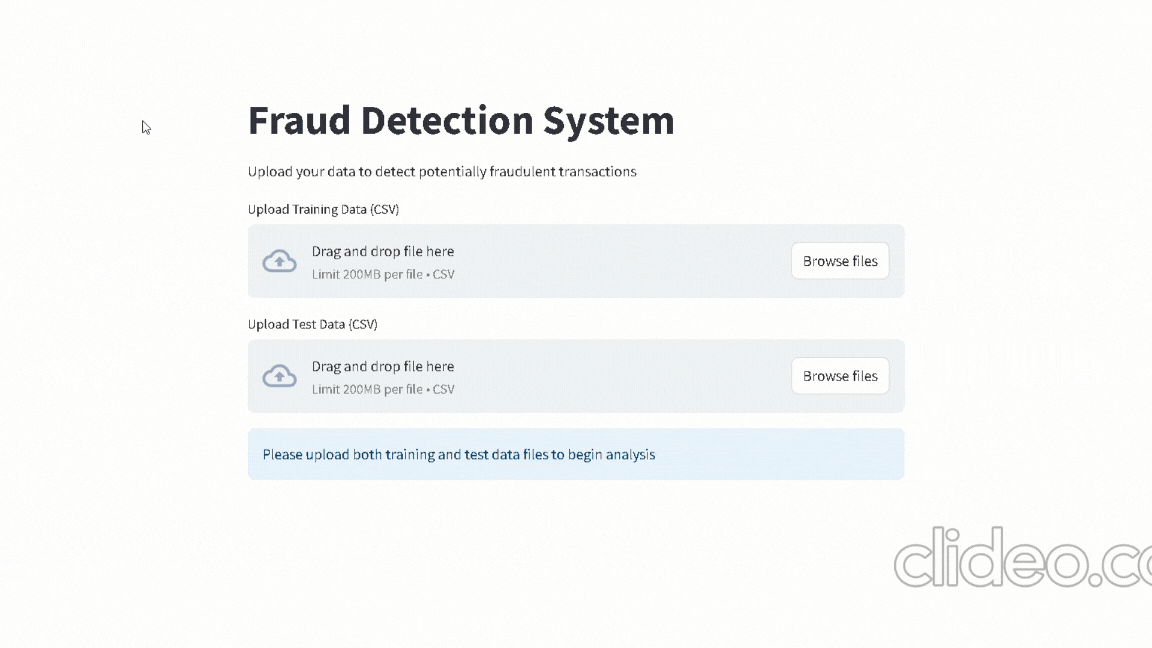 Fraud Detection System
Upload your data to detect potentially fraudulent transactions
Upload Training Data (CSV)
Drag and drop file here
Limit 200MB per file • CSV
Browse files
Upload Test Data (CSV)
Drag and drop file here
Limit 200MB per file • CSV
Browse files
Please upload both training and test data files to begin analysis
clideo.co